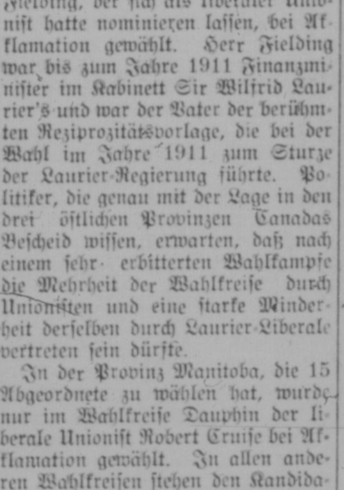 Fielding, der sich als liberaler Unio-
nist hatte nominieren lassen, bei Ak-
klamation gewählt. Herr Fielding
war bis zum Jahre 1911 Finanzmi-
nister im Kabinett Sir Wilfrid Lau-
rier's und war der Vater der berühm-
ten Reziprozitätsvorlage, die bei der
Wahl im Jahre 1911 zum Sturze
der Laurier-Regierung führte. Po-
litiker, die genau mit der Lage in den
drei östlichen Provinzen Canadas
Bescheid wissen, erwarten, daß nach
einem sehr erbitterten Wahlkampfe
die Mehrheit der Wahlkreise durch
Unionisten und eine starke Minder-
heit derselben durch Laurier-Liberale
vertreten sein dürfte.
In der Provinz Manitoba, die 15
Abgeordnete zu wählen hat, wurde
nur im Wahlkreise Dauphin der li-
berale Unionist Robert Cruise bei Ak-
klamation gewählt. In allen ande-
ren Wahlkreisen stehen den Kandida-